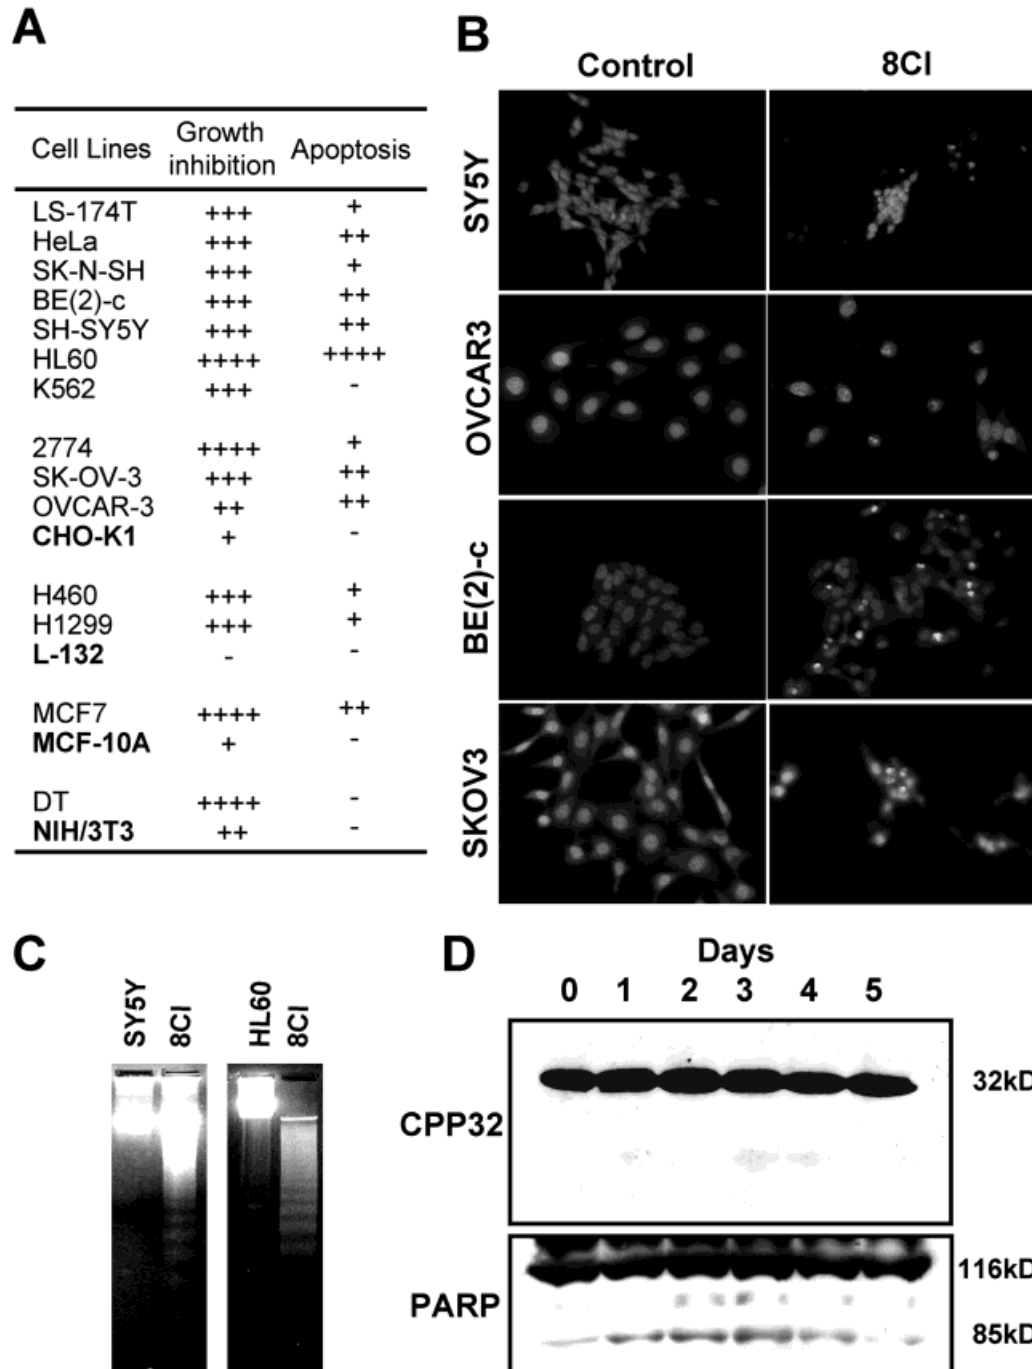 A
Cell Lines Growth inhibition Apoptosis
LS-174T +++ +
HeLa +++ ++
SK-N-SH +++ +
BE(2)-c +++ ++
SH-SY5Y +++ ++
HL60 ++++ ++++
K562 +++ -
2774 ++++ +
SK-OV-3 +++ ++
OVCAR-3 ++ ++
CHO-K1 + -
H460 +++ +
H1299 +++ +
L-132 - -
MCF7 ++++ ++
MCF-10A + -
DT ++++ -
NIH/3T3 ++ -
B
Control 8Cl
SY5Y
OVCAR3
BE(2)-c
SKOV3
C
SY5Y 8Cl HL60 8Cl
D
Days
0 1 2 3 4 5
CPP32
32kD
PARP
116kD
85kD